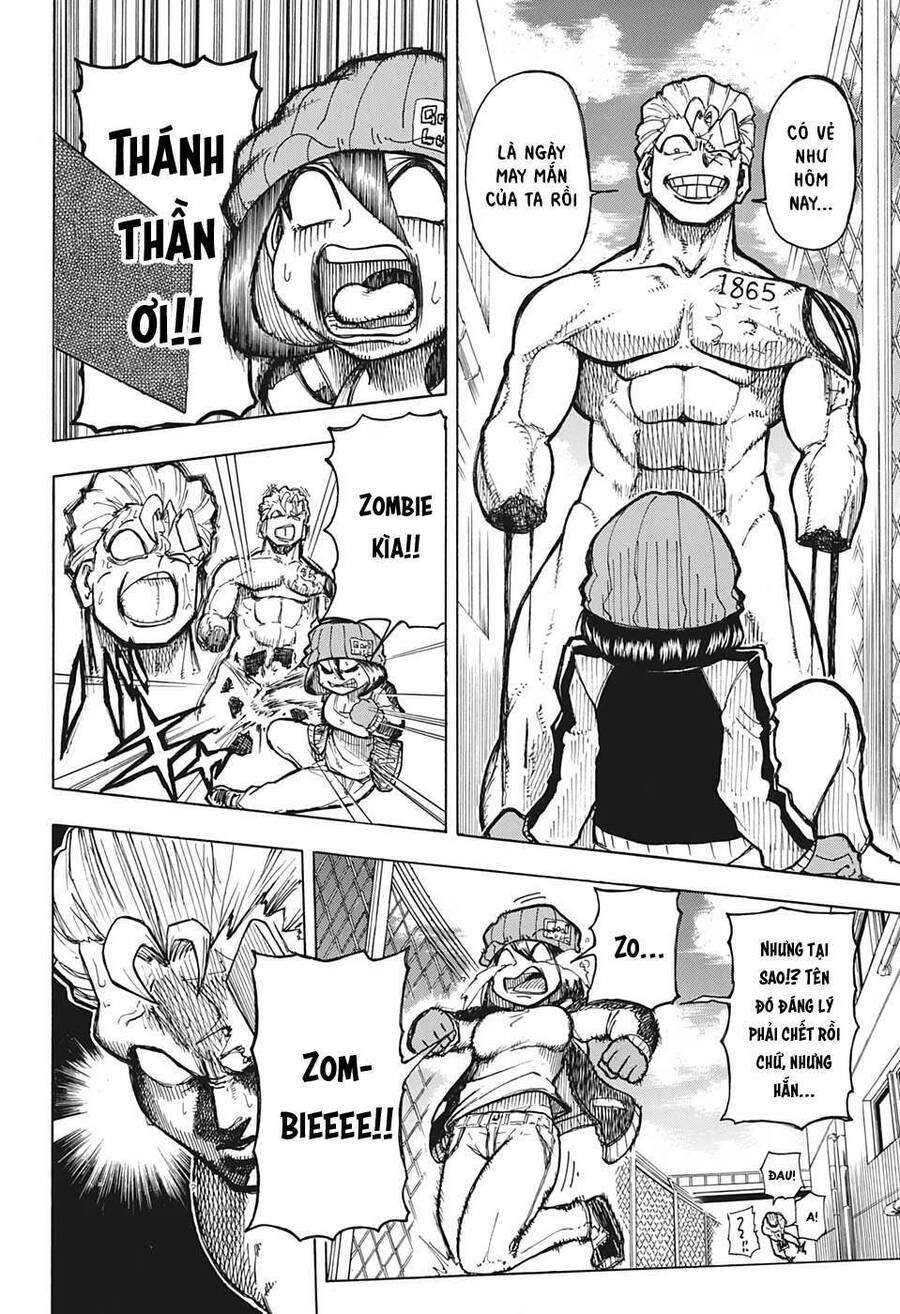 CÓ VẺ
NHƯ
HÔM
NAY...
LÀ NGÀY
MAY MẮN
CỦA TA RỒI
1865
THÁNH
THẦN
ƠI!!
ZOMBIE
KÌA!!
NHƯNG TẠI
SAO!? TÊN
ĐÓ ĐÁNG LÝ
PHẢI CHẾT RỒI
CHỨ, NHƯNG
HẮN...
ĐAU!
A!
ZO...
ZOM-
BIEEEE!!